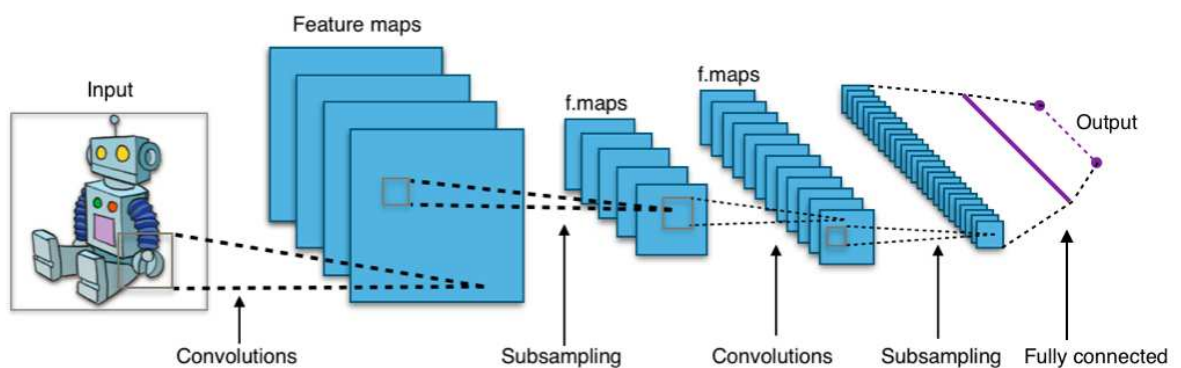 Feature maps
Input
f.maps
f.maps
Output
Convolutions
Subsampling
Convolutions
Subsampling
Fully connected